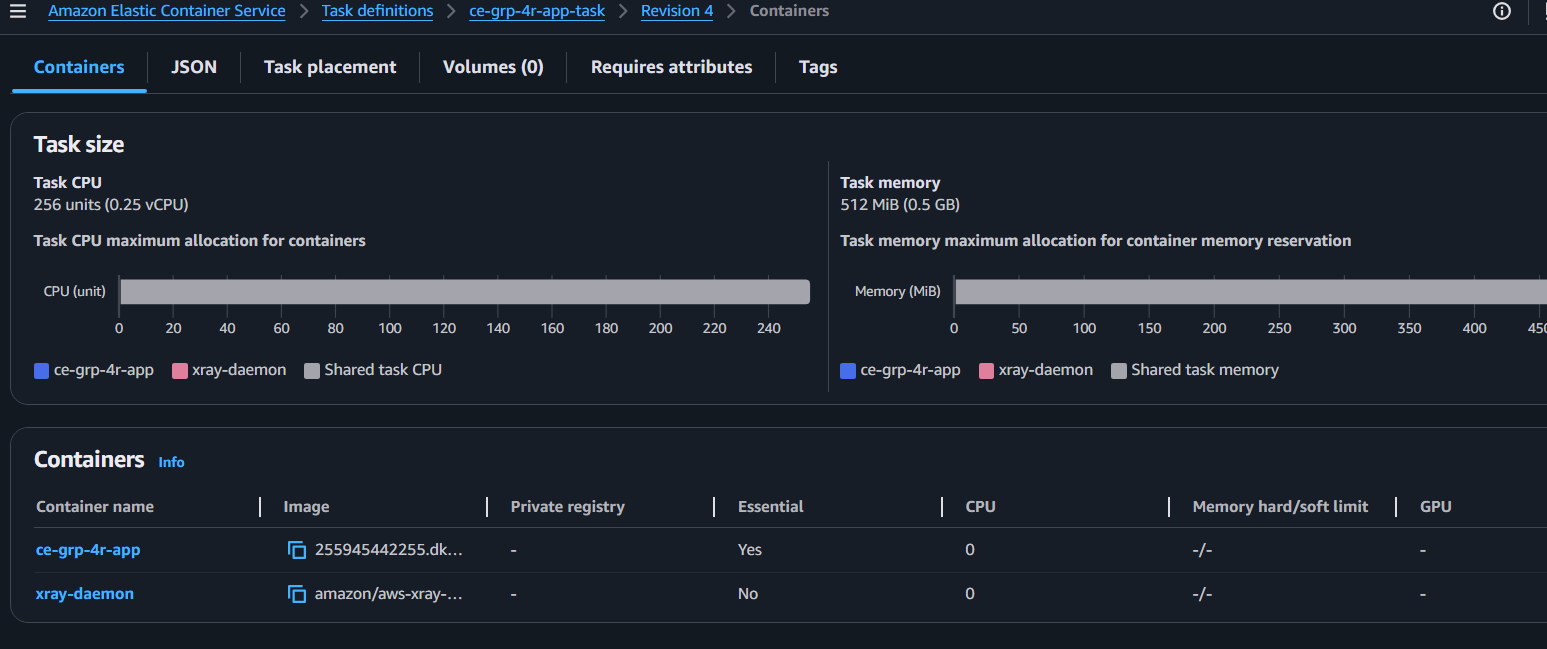 Amazon Elastic Container Service > Task definitions > ce-grp-4r-app-task > Revision 4 > Containers
Containers JSON Task placement Volumes (0) Requires attributes Tags
Task size
Task CPU
256 units (0.25 vCPU)
Task CPU maximum allocation for containers
CPU (unit)
0 20 40 60 80 100 120 140 160 180 200 220 240
ce-grp-4r-app xray-daemon Shared task CPU
Task memory
512 MiB (0.5 GB)
Task memory maximum allocation for container memory reservation
Memory (MiB)
0 50 100 150 200 250 300 350 400 450
ce-grp-4r-app xray-daemon Shared task memory
Containers Info
Container name Image Private registry Essential CPU Memory hard/soft limit GPU
ce-grp-4r-app 255945442255.dk... - Yes 0 -/- -
xray-daemon amazon/aws-xray-... - No 0 -/- -